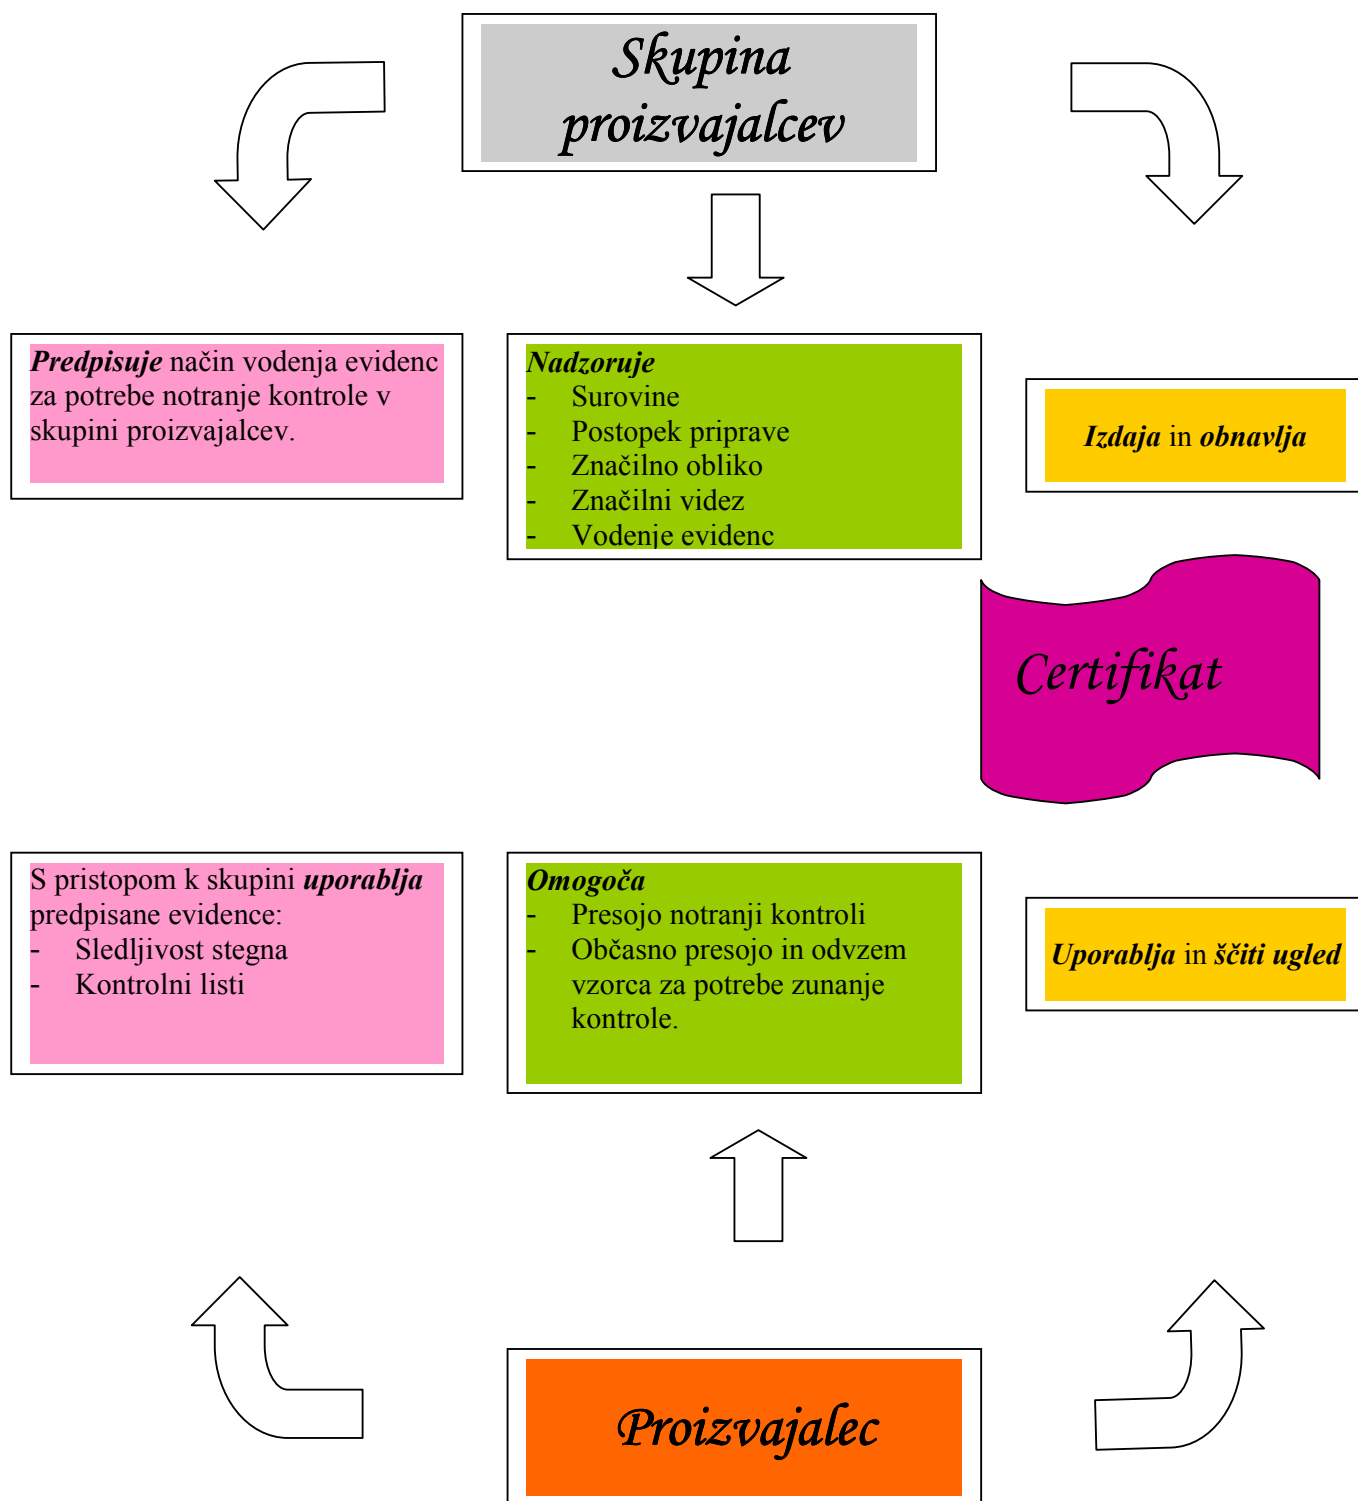 Skupina
proizvajalcev
Predpisuje način vodenja evidenc
za potrebe notranje kontrole v
skupini proizvajalcev.
Nadzoruje
- Surovine
- Postopek priprave
- Značilno obliko
- Značilni videz
- Vodenje evidenc
Izdaja in obnavlja
Certifikat
S pristopom k skupini uporablja
predpisane evidence:
- Sledljivost stegna
- Kontrolni listi
Omogoča
- Presojo notranji kontroli
- Občasno presojo in odvzem
vzorca za potrebe zunanje
kontrole.
Uporablja in ščiti ugled
Proizvajalec